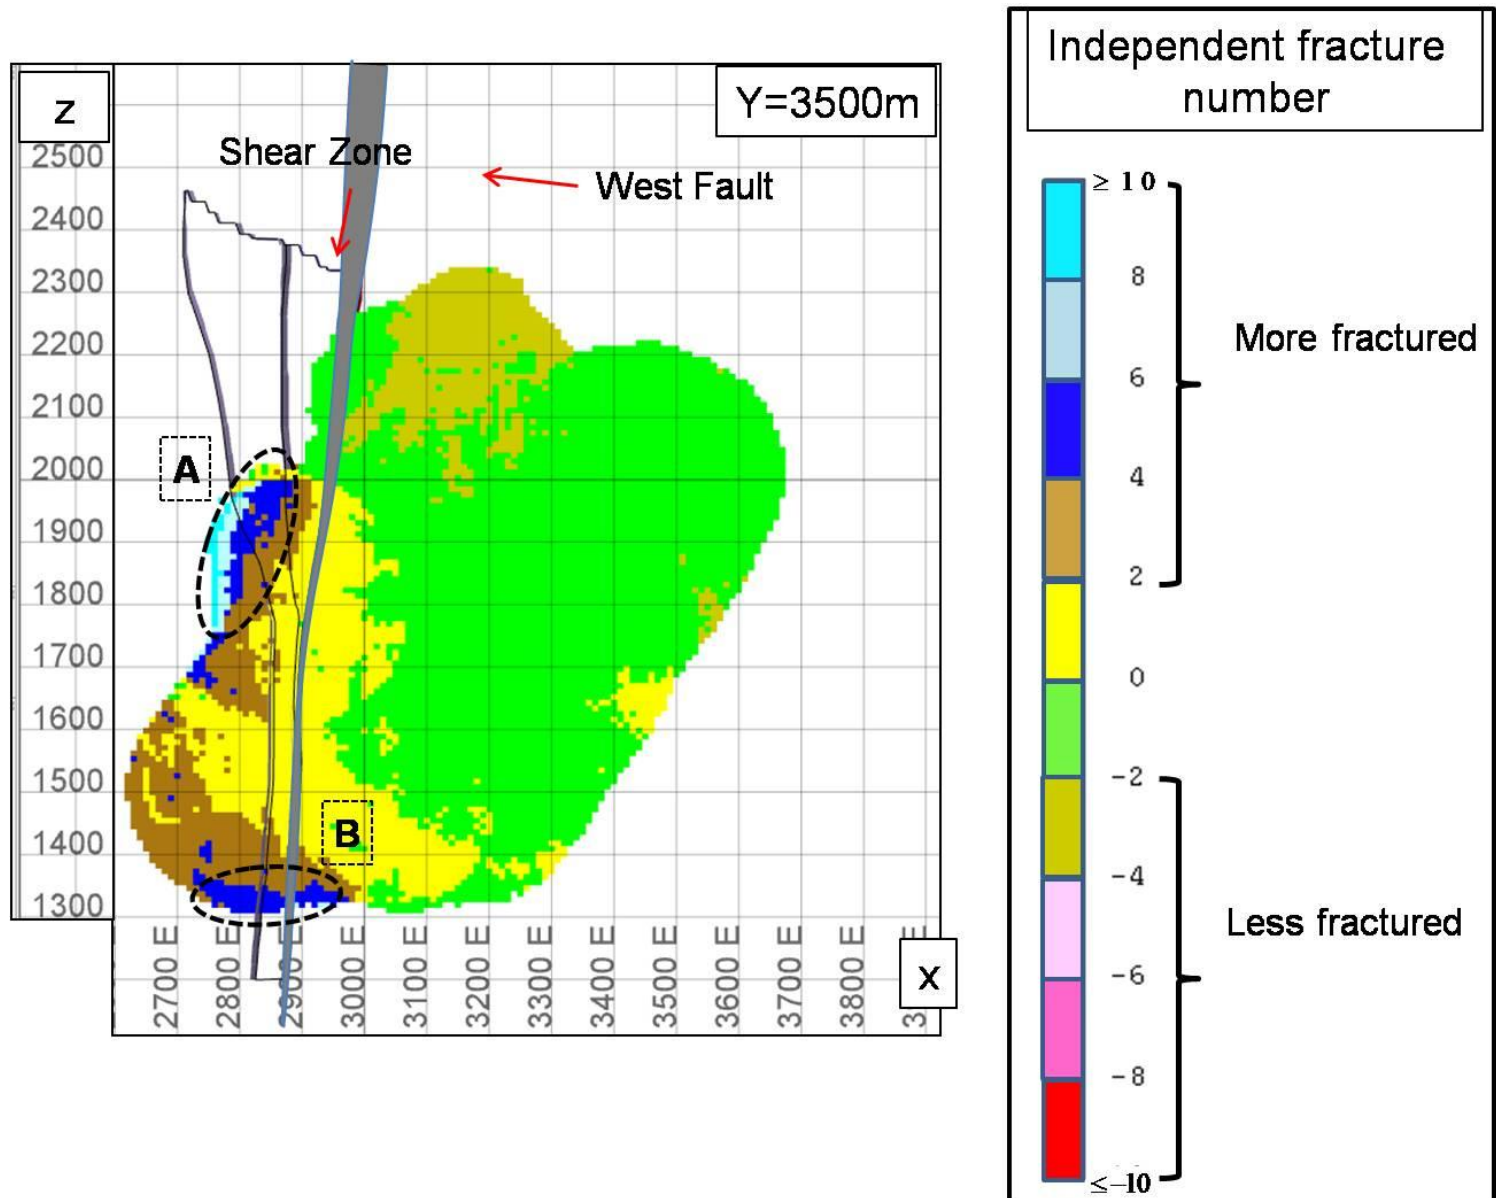 z
Y=3500m
Shear Zone
West Fault
2500
2400
2300
2200
2100
2000
1900
1800
1700
1600
1500
1400
1300
A
B
2700 E
2800 E
2900 E
3000 E
3100 E
3200 E
3300 E
3400 E
3500 E
3600 E
3700 E
3800 E
x
Independent fracture
number
≥ 10
8
6
4
2
0
-2
-4
-6
-8
≤-10
More fractured
Less fractured